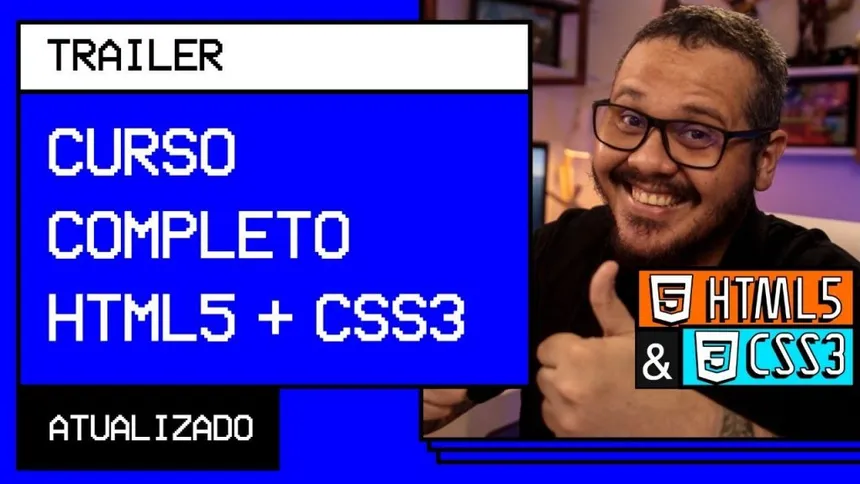 TRAILER
CURSO
COMPLETO
HTML5 + CSS3
ATUALIZADO
5 HTML5
& 3 CSS3